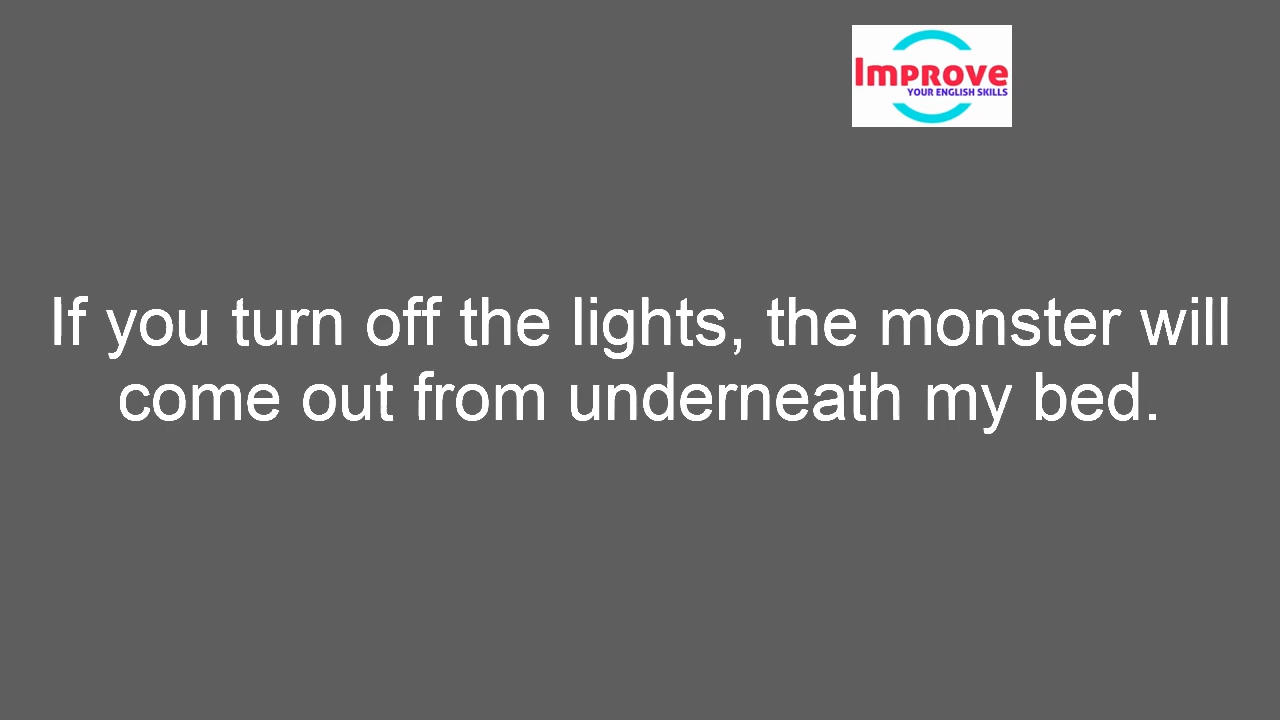 Improve
YOUR ENGLISH SKILLS
If you turn off the lights, the monster will
come out from underneath my bed.